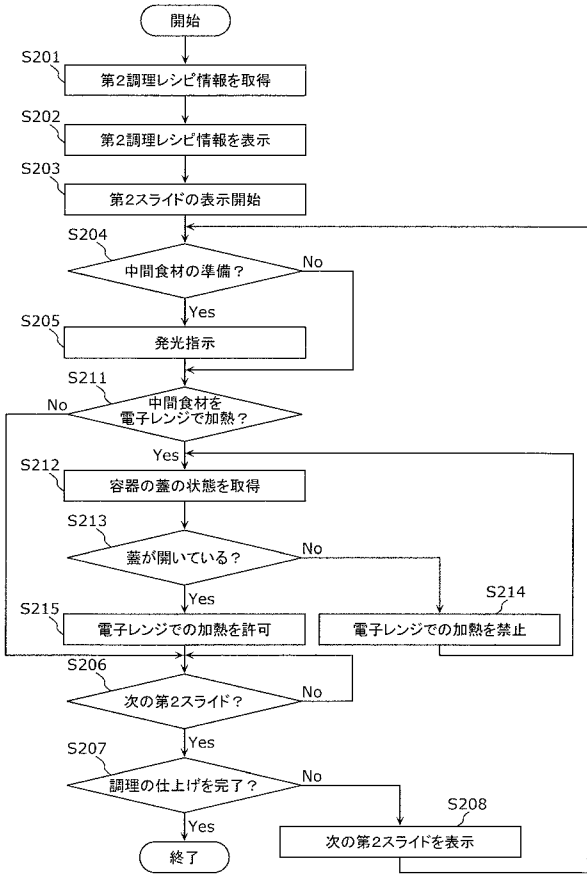 開始
S201
第2調理レシピ情報を取得
S202
第2調理レシピ情報を表示
S203
第2スライドの表示開始
S204
中間食材の準備？
No
Yes
S205
発光指示
S211
中間食材を
電子レンジで加熱？
No
Yes
S212
容器の蓋の状態を取得
S213
蓋が開いている？
No
Yes
S214
電子レンジでの加熱を禁止
S215
電子レンジでの加熱を許可
S206
次の第2スライド？
No
Yes
S207
調理の仕上げを完了？
No
Yes
S208
次の第2スライドを表示
終了